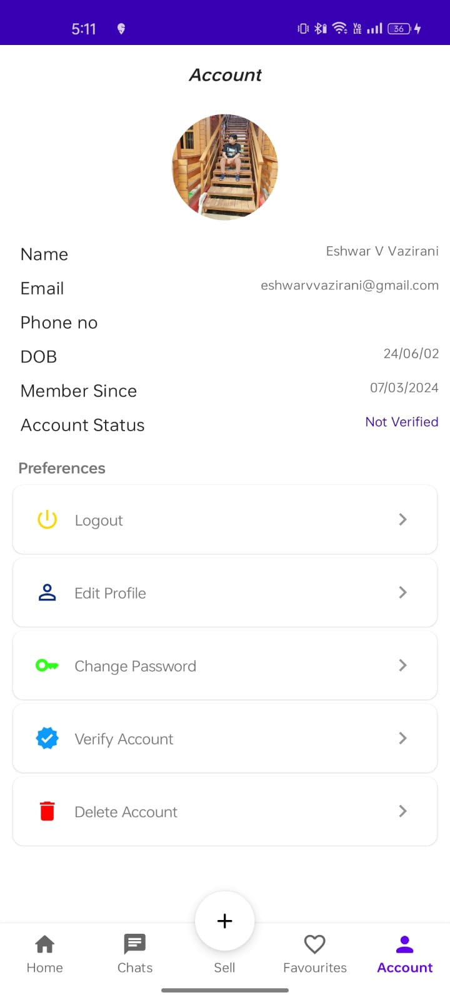 5:11
Vo
LTE
36
Account
Name Eshwar V Vazirani
Email eshwarvvazirani@gmail.com
Phone no
DOB 24/06/02
Member Since 07/03/2024
Account Status Not Verified
Preferences
Logout
Edit Profile
Change Password
Verify Account
Delete Account
Home Chats Sell Favourites Account